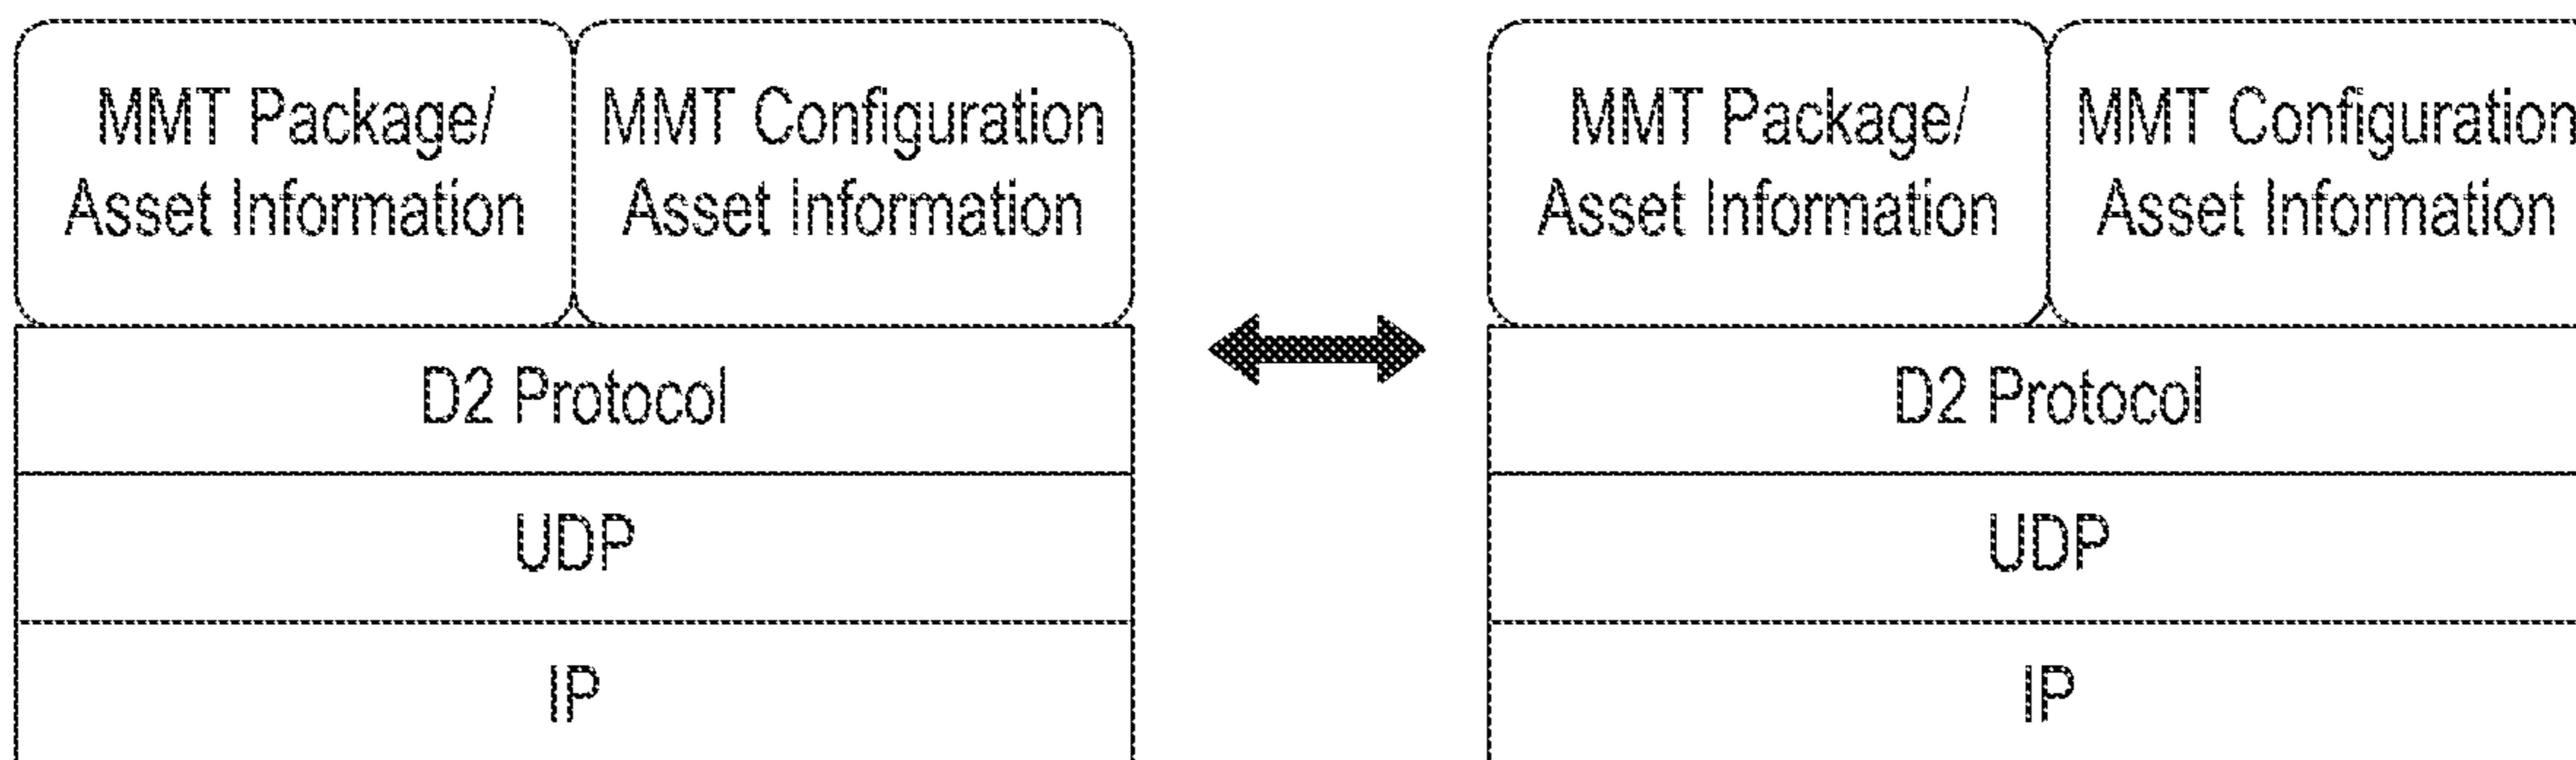 MMT Package/
Asset Information
MMT Configuration
Asset Information
D2 Protocol
UDP
IP
MMT Package/
Asset Information
MMT Configuration
Asset Information
D2 Protocol
UDP
IP